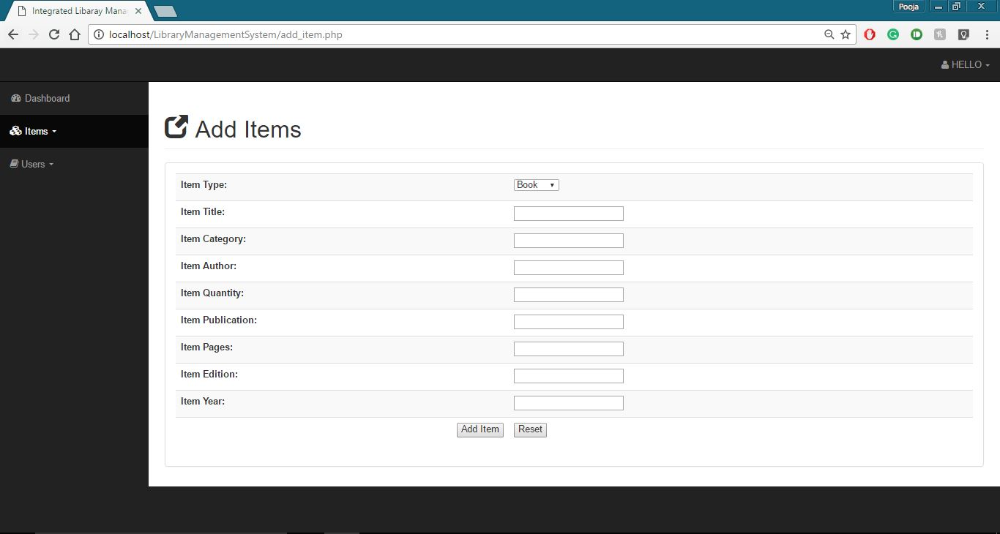 Integrated Libaray Mana
Pooja
localhost/LibraryManagementSystem/add_item.php
HELLO
Dashboard
Items
Users
Add Items
Item Type: Book
Item Title:
Item Category:
Item Author:
Item Quantity:
Item Publication:
Item Pages:
Item Edition:
Item Year:
Add Item Reset